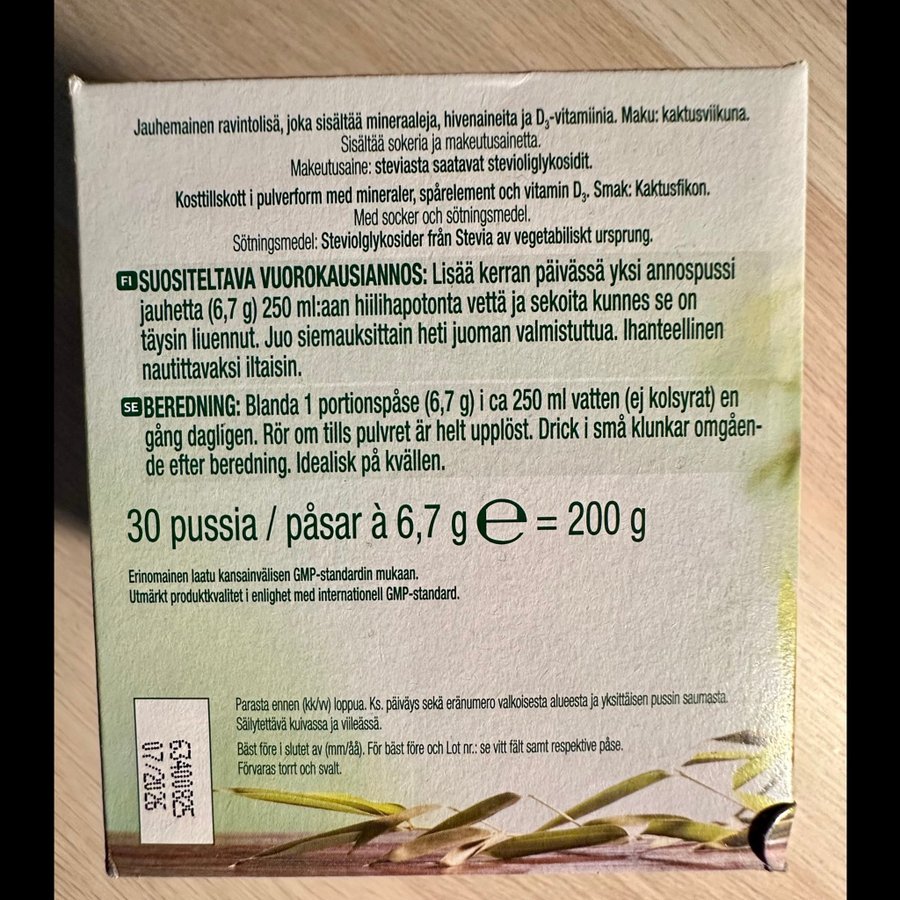 Jauhemainen ravintolisä, joka sisältää mineraaleja, hivenaineita ja D₃-vitamiinia. Maku: kaktusviikuna.
Sisältää sokeria ja makeutusainetta.
Makeutusaine: steviasta saatavat stevioliglykosidit.
Kosttillskott i pulverform med mineraler, spårelement och vitamin D₃. Smak: Kaktusfikon.
Med socker och sötningsmedel.
Sötningsmedel: Steviolglykosider från Stevia av vegetabiliskt ursprung.
FI SUOSITELTAVA VUOROKAUSIANNOS: Lisää kerran päivässä yksi annospussi
jauhetta (6,7 g) 250 ml:aan hiilihapotonta vettä ja sekoita kunnes se on
täysin liuennut. Juo siemauksittain heti juoman valmistuttua. Ihanteellinen
nautittavaksi iltaisin.
SE BEREDNING: Blanda 1 portionspåse (6,7 g) i ca 250 ml vatten (ej kolsyrat) en
gång dagligen. Rör om tills pulvret är helt upplöst. Drick i små klunkar omgåen-
de efter beredning. Idealisk på kvällen.
30 pussia / påsar à 6,7 g ℮ = 200 g
Erinomainen laatu kansainvälisen GMP-standardin mukaan.
Utmärkt produktkvalitet i enlighet med internationell GMP-standard.
Parasta ennen (kk/vv) loppua. Ks. päiväys sekä eränumero valkoisesta alueesta ja yksittäisen pussin saumasta.
Säilytettävä kuivassa ja viileässä.
Bäst före i slutet av (mm/åå). För bäst före och Lot nr.: se vitt fält samt respektive påse.
Förvaras torrt och svalt.
07/2026
63400825